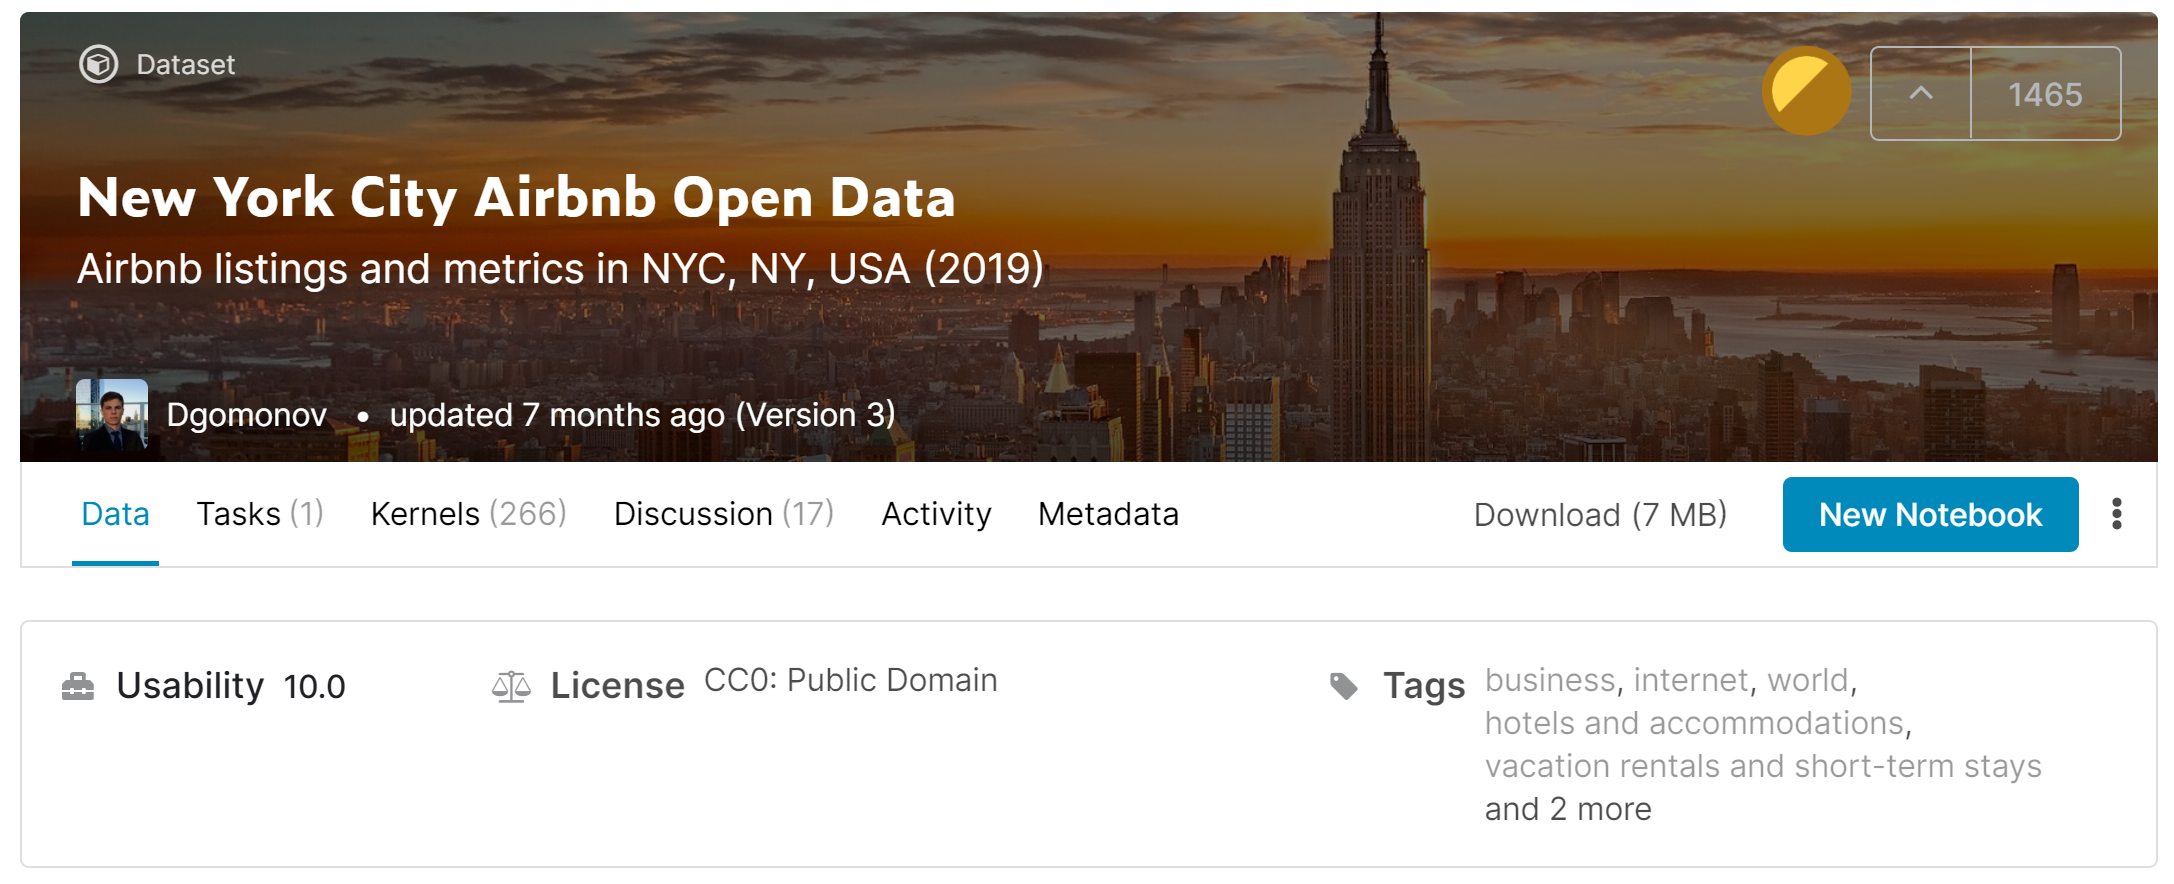 Dataset
1465
New York City Airbnb Open Data
Airbnb listings and metrics in NYC, NY, USA (2019)
Dgomonov • updated 7 months ago (Version 3)
Data Tasks (1) Kernels (266) Discussion (17) Activity Metadata Download (7 MB) New Notebook
Usability 10.0 License CC0: Public Domain Tags business, internet, world,
hotels and accommodations,
vacation rentals and short-term stays
and 2 more